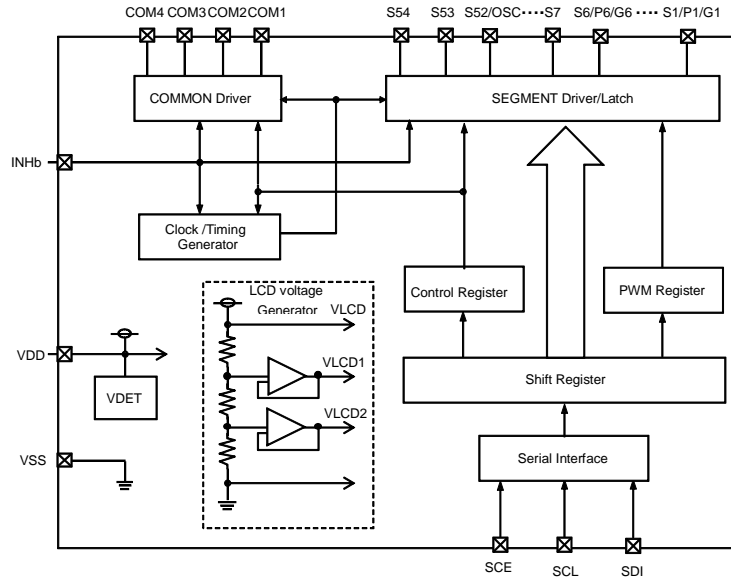 COM4 COM3 COM2 COM1 S54 S53 S52/OSC ···· S7 S6/P6/G6 ···· S1/P1/G1
COMMON Driver
SEGMENT Driver/Latch
INHb
Clock /Timing
Generator
LCD voltage
Generator
VLCD
VLCD1
VLCD2
Control Register
PWM Register
VDD
VDET
Shift Register
VSS
Serial Interface
SCE SCL SDI